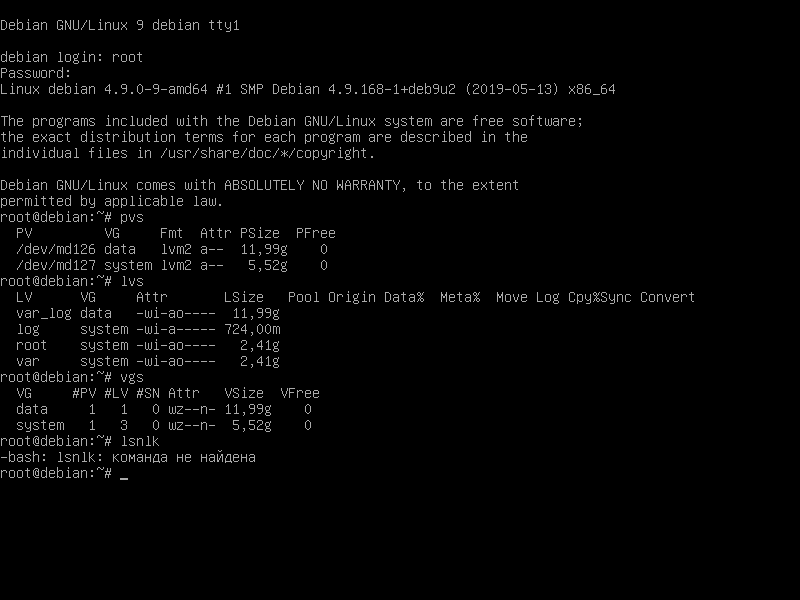 Debian GNU/Linux 9 debian tty1
debian login: root
Password:
Linux debian 4.9.0-9-amd64 #1 SMP Debian 4.9.168-1+deb9u2 (2019-05-13) x86_64
The programs included with the Debian GNU/Linux system are free software;
the exact distribution terms for each program are described in the
individual files in /usr/share/doc/*/copyright.
Debian GNU/Linux comes with ABSOLUTELY NO WARRANTY, to the extent
permitted by applicable law.
root@debian:~# pvs
  PV         VG     Fmt  Attr PSize  PFree
  /dev/md126 data   lvm2 a--  11,99g    0
  /dev/md127 system lvm2 a--   5,52g    0
root@debian:~# lvs
  LV      VG     Attr       LSize   Pool Origin Data%  Meta%  Move Log Cpy%Sync Convert
  var_log data   -wi-ao----  11,99g
  log     system -wi-a----- 724,00m
  root    system -wi-ao----   2,41g
  var     system -wi-ao----   2,41g
root@debian:~# vgs
  VG     #PV #LV #SN Attr   VSize  VFree
  data     1   1   0 wz--n- 11,99g    0
  system   1   3   0 wz--n-  5,52g    0
root@debian:~# lsnlk
-bash: lsnlk: команда не найдена
root@debian:~# _